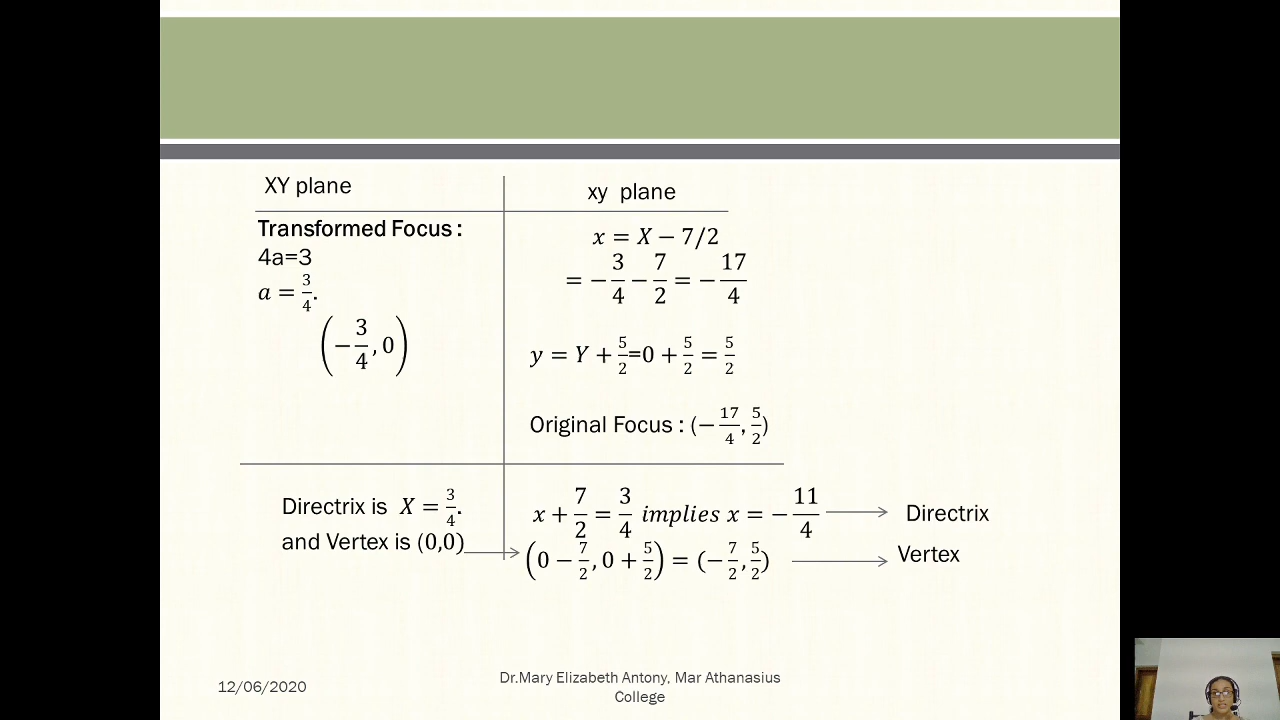 XY plane
xy plane
Transformed Focus :
4a=3
a = 3/4.
(−3/4, 0)
x = X − 7/2
= −3/4 − 7/2 = −17/4
y = Y + 5/2=0 + 5/2 = 5/2
Original Focus : (−17/4, 5/2)
Directrix is X = 3/4.
and Vertex is (0,0)
x + 7/2 = 3/4 implies x = −11/4
Directrix
(0 − 7/2, 0 + 5/2) = (−7/2, 5/2)
Vertex
12/06/2020
Dr.Mary Elizabeth Antony, Mar Athanasius
College